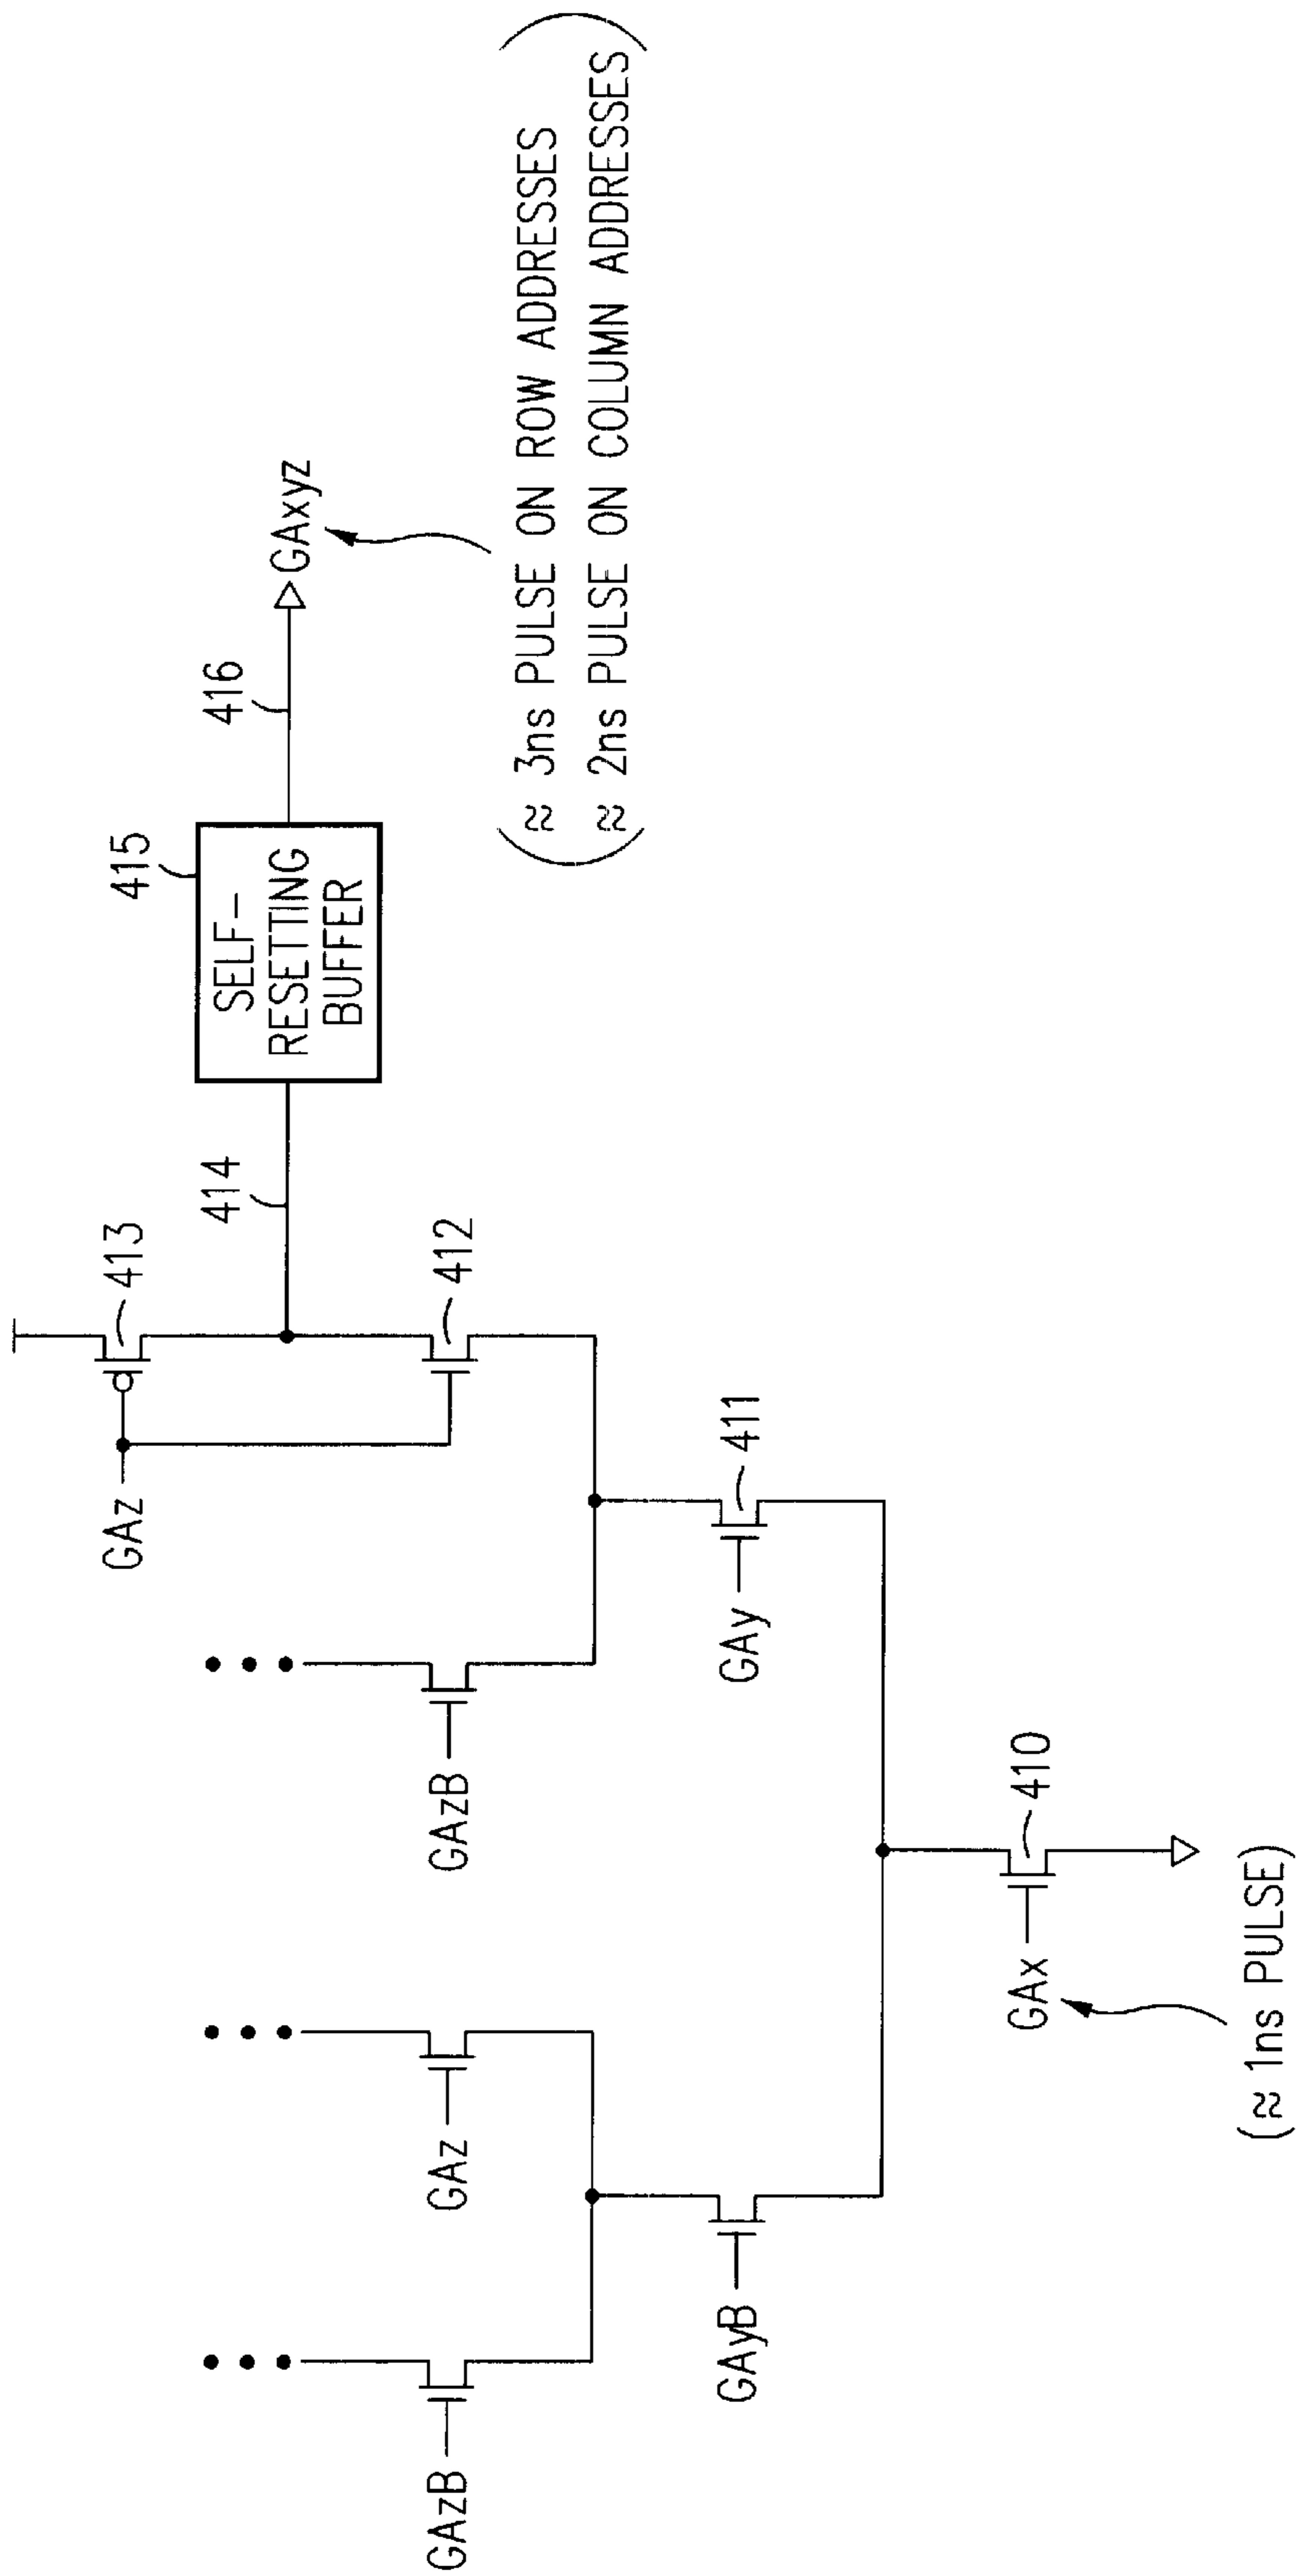 GAzB
GAz
GAzB
GAz
413
412
414
415
SELF–
RESETTING
BUFFER
416
GAxyz
(≈ 3ns PULSE ON ROW ADDRESSES
≈ 2ns PULSE ON COLUMN ADDRESSES)
GAyB
GAy
411
GAx
410
(≈ 1ns PULSE)